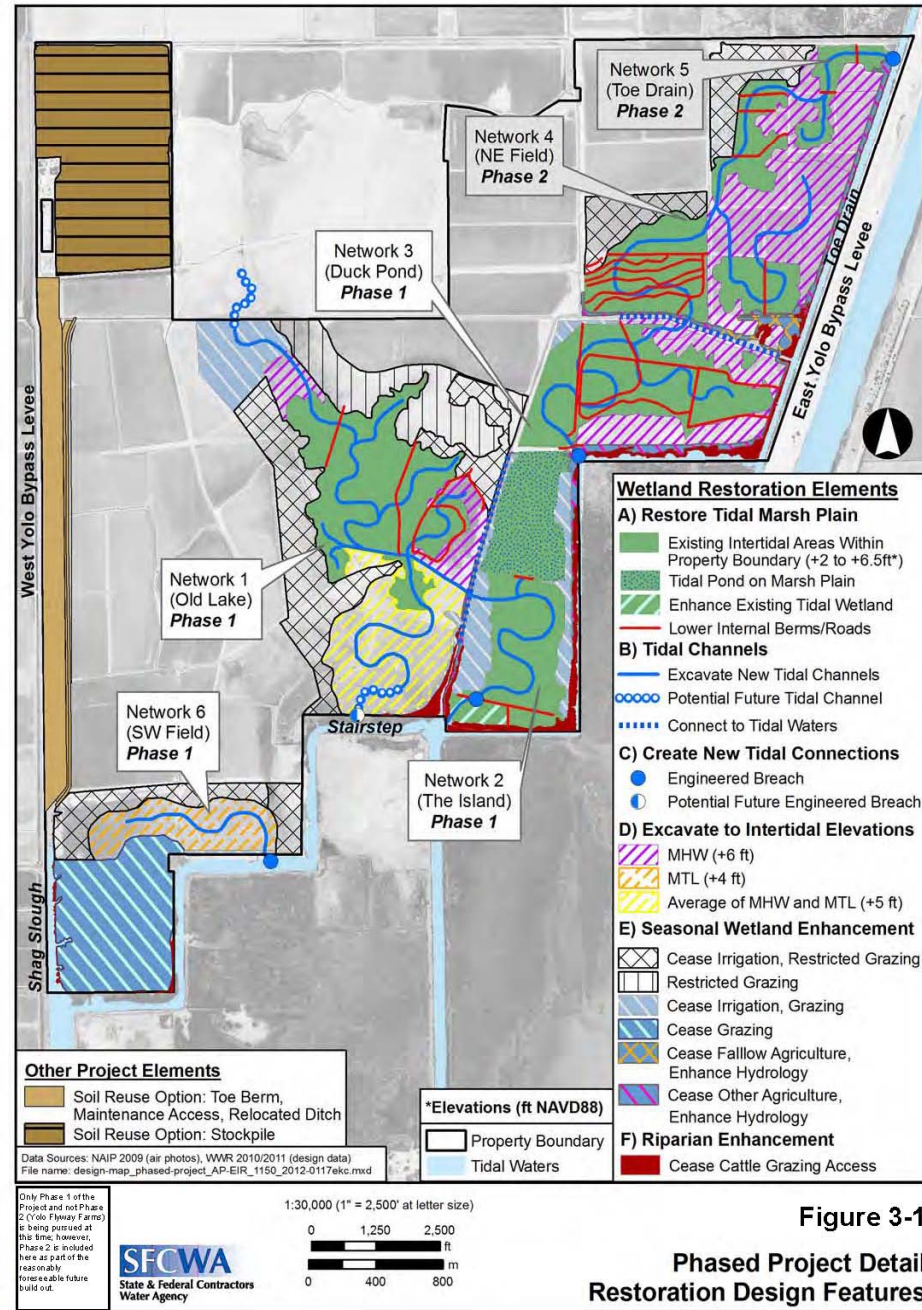 Network 5
(Toe Drain)
Phase 2
Network 4
(NE Field)
Phase 2
Network 3
(Duck Pond)
Phase 1
Toe Drain
East Yolo Bypass Levee
West Yolo Bypass Levee
Network 1
(Old Lake)
Phase 1
Network 6
(SW Field)
Phase 1
Stairstep
Network 2
(The Island)
Phase 1
Shag Slough
Wetland Restoration Elements
A) Restore Tidal Marsh Plain
Existing Intertidal Areas Within
Property Boundary (+2 to +6.5ft*)
Tidal Pond on Marsh Plain
Enhance Existing Tidal Wetland
Lower Internal Berms/Roads
B) Tidal Channels
Excavate New Tidal Channels
Potential Future Tidal Channel
Connect to Tidal Waters
C) Create New Tidal Connections
Engineered Breach
Potential Future Engineered Breach
D) Excavate to Intertidal Elevations
MHW (+6 ft)
MTL (+4 ft)
Average of MHW and MTL (+5 ft)
E) Seasonal Wetland Enhancement
Cease Irrigation, Restricted Grazing
Restricted Grazing
Cease Irrigation, Grazing
Cease Grazing
Cease Falllow Agriculture,
Enhance Hydrology
Cease Other Agriculture,
Enhance Hydrology
F) Riparian Enhancement
Cease Cattle Grazing Access
Other Project Elements
Soil Reuse Option: Toe Berm,
Maintenance Access, Relocated Ditch
Soil Reuse Option: Stockpile
*Elevations (ft NAVD88)
Property Boundary
Tidal Waters
Data Sources: NAIP 2009 (air photos), WWR 2010/2011 (design data)
File name: design-map_phased-project_AP-EIR_1150_2012-0117ekc.mxd
Only Phase 1 of the
Project and not Phase
2 (Yolo Flyway Farms)
is being pursued at
this time; however,
Phase 2 is included
here as part of the
reasonably
foreseeable future
build out.
SFCWA
State & Federal Contractors
Water Agency
1:30,000 (1" = 2,500' at letter size)
0 1,250 2,500
ft
m
0 400 800
Figure 3-1
Phased Project Detail
Restoration Design Features